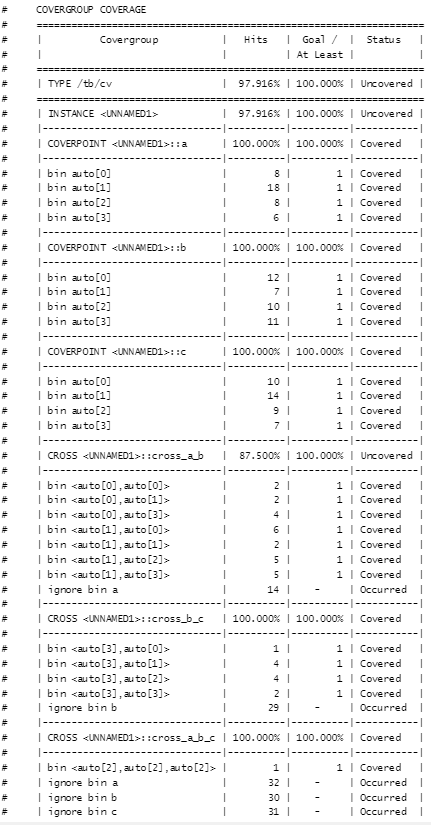 #     COVERGROUP COVERAGE
#     =================================================================
#     |          Covergroup          |   Hits   |  Goal /  |  Status   |
#     |                              |          | At Least |           |
#     =================================================================
#     | TYPE /tb/cv                  |  97.916% | 100.000% | Uncovered |
#     =================================================================
#     | INSTANCE <UNNAMED1>          |  97.916% | 100.000% | Uncovered |
#     |------------------------------|----------|----------|-----------|
#     | COVERPOINT <UNNAMED1>::a     | 100.000% | 100.000% | Covered   |
#     |------------------------------|----------|----------|-----------|
#     | bin auto[0]                  |        8 |        1 | Covered   |
#     | bin auto[1]                  |       18 |        1 | Covered   |
#     | bin auto[2]                  |        8 |        1 | Covered   |
#     | bin auto[3]                  |        6 |        1 | Covered   |
#     |------------------------------|----------|----------|-----------|
#     | COVERPOINT <UNNAMED1>::b     | 100.000% | 100.000% | Covered   |
#     |------------------------------|----------|----------|-----------|
#     | bin auto[0]                  |       12 |        1 | Covered   |
#     | bin auto[1]                  |        7 |        1 | Covered   |
#     | bin auto[2]                  |       10 |        1 | Covered   |
#     | bin auto[3]                  |       11 |        1 | Covered   |
#     |------------------------------|----------|----------|-----------|
#     | COVERPOINT <UNNAMED1>::c     | 100.000% | 100.000% | Covered   |
#     |------------------------------|----------|----------|-----------|
#     | bin auto[0]                  |       10 |        1 | Covered   |
#     | bin auto[1]                  |       14 |        1 | Covered   |
#     | bin auto[2]                  |        9 |        1 | Covered   |
#     | bin auto[3]                  |        7 |        1 | Covered   |
#     |------------------------------|----------|----------|-----------|
#     | CROSS <UNNAMED1>::cross_a_b  |  87.500% | 100.000% | Uncovered |
#     |------------------------------|----------|----------|-----------|
#     | bin <auto[0],auto[0]>        |        2 |        1 | Covered   |
#     | bin <auto[0],auto[1]>        |        2 |        1 | Covered   |
#     | bin <auto[0],auto[3]>        |        4 |        1 | Covered   |
#     | bin <auto[1],auto[0]>        |        6 |        1 | Covered   |
#     | bin <auto[1],auto[1]>        |        2 |        1 | Covered   |
#     | bin <auto[1],auto[2]>        |        5 |        1 | Covered   |
#     | bin <auto[1],auto[3]>        |        5 |        1 | Covered   |
#     | ignore bin a                 |       14 |    -     | Occurred  |
#     |------------------------------|----------|----------|-----------|
#     | CROSS <UNNAMED1>::cross_b_c  | 100.000% | 100.000% | Covered   |
#     |------------------------------|----------|----------|-----------|
#     | bin <auto[3],auto[0]>        |        1 |        1 | Covered   |
#     | bin <auto[3],auto[1]>        |        4 |        1 | Covered   |
#     | bin <auto[3],auto[2]>        |        4 |        1 | Covered   |
#     | bin <auto[3],auto[3]>        |        2 |        1 | Covered   |
#     | ignore bin b                 |       29 |    -     | Occurred  |
#     |------------------------------|----------|----------|-----------|
#     | CROSS <UNNAMED1>::cross_a_b_c | 100.000% | 100.000% | Covered   |
#     |------------------------------|----------|----------|-----------|
#     | bin <auto[2],auto[2],auto[2]> |        1 |        1 | Covered   |
#     | ignore bin a                 |       32 |    -     | Occurred  |
#     | ignore bin b                 |       30 |    -     | Occurred  |
#     | ignore bin c                 |       31 |    -     | Occurred  |